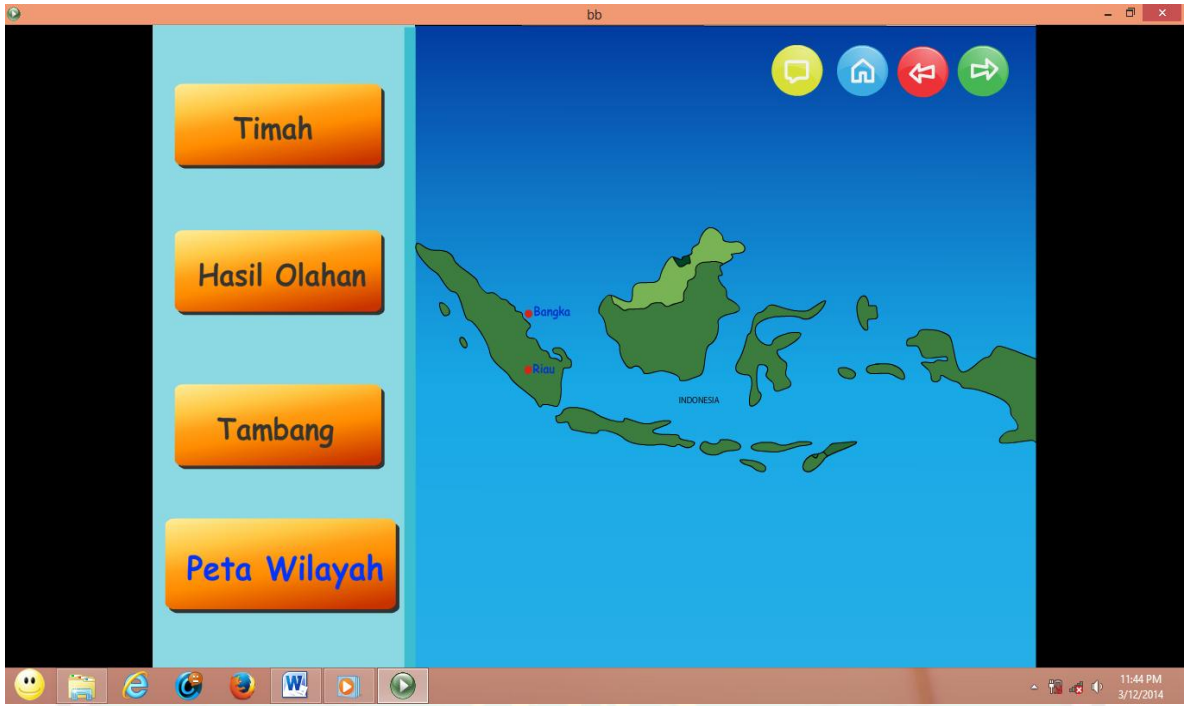 bb
Timah
Hasil Olahan
Tambang
Peta Wilayah
Bangka
Riau
INDONESIA
11:44 PM
3/12/2014